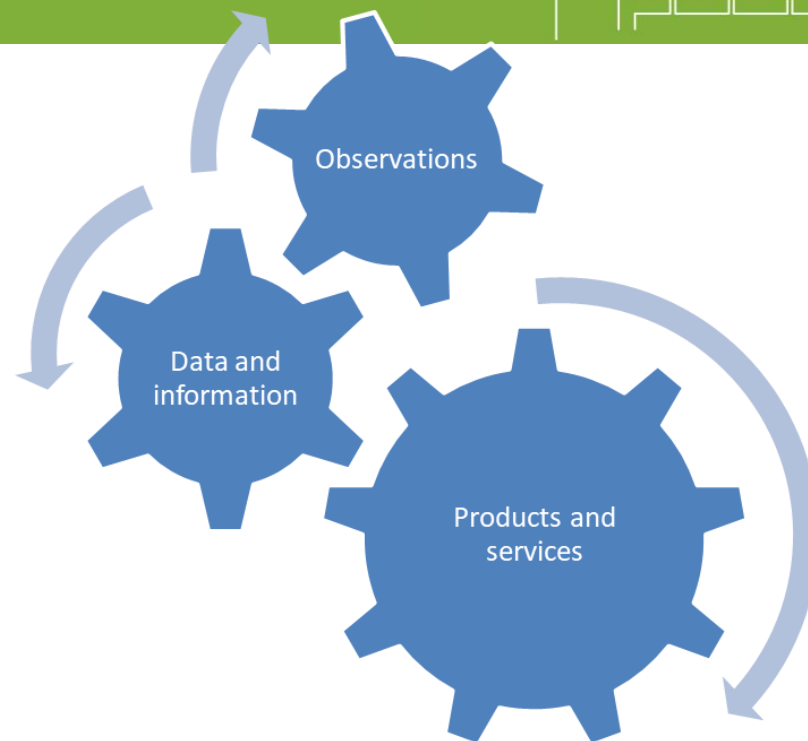 Observations
Data and
information
Products and
services